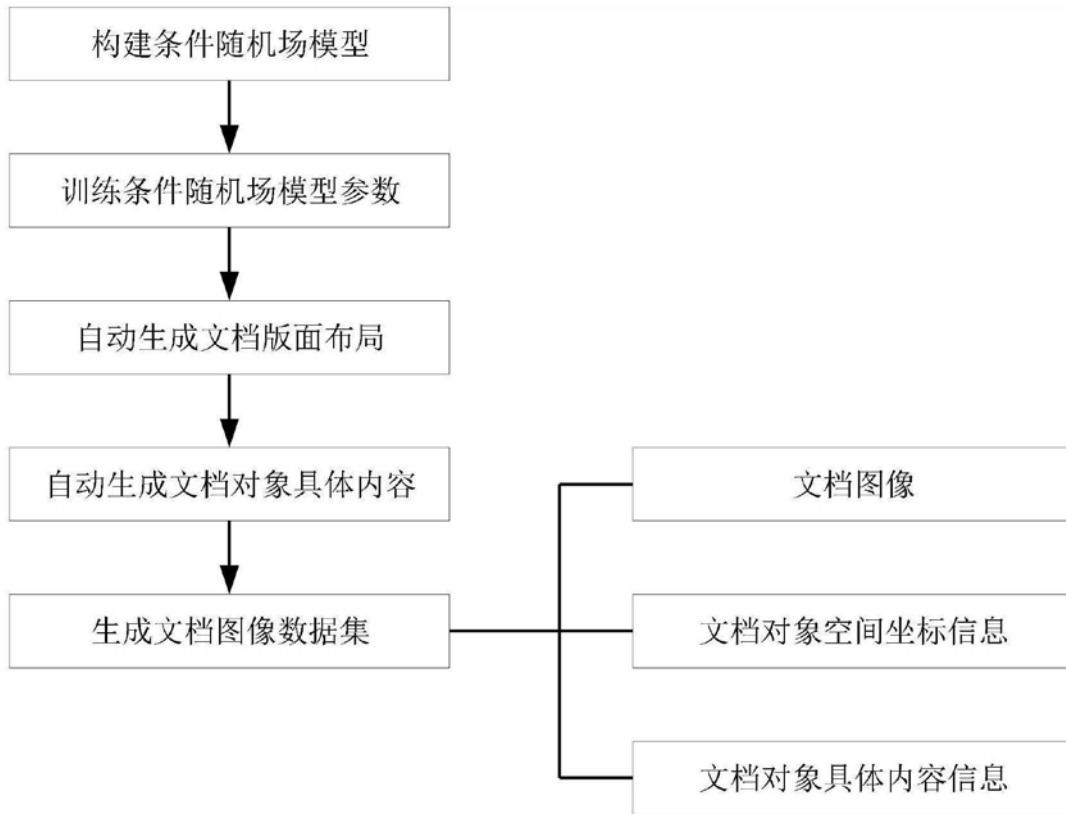 构建条件随机场模型
训练条件随机场模型参数
自动生成文档版面布局
自动生成文档对象具体内容
生成文档图像数据集
文档图像
文档对象空间坐标信息
文档对象具体内容信息